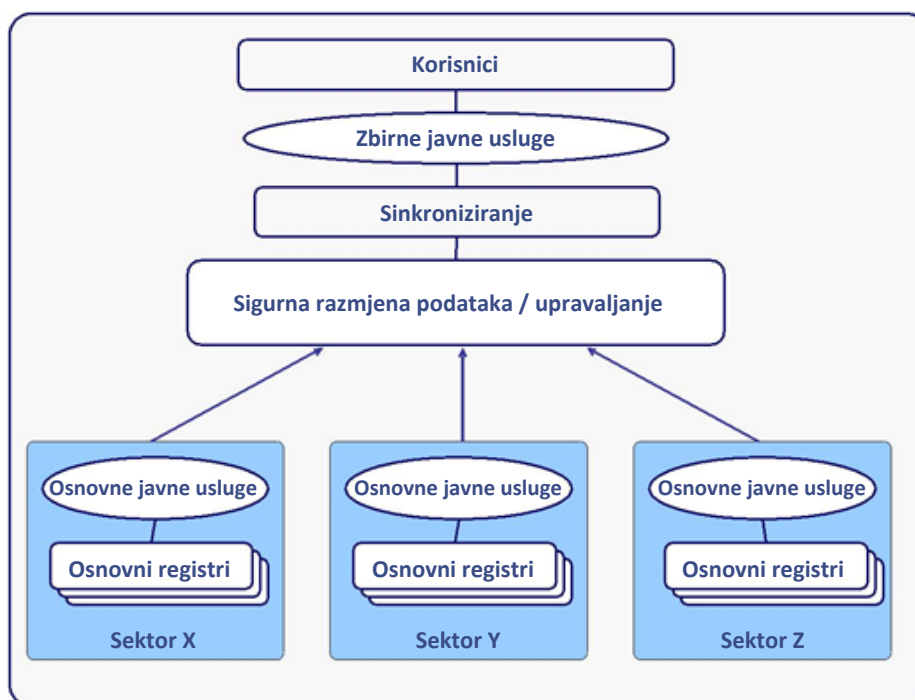 Korisnici
Zbirne javne usluge
Sinkroniziranje
Sigurna razmjena podataka / upravaljanje
Osnovne javne usluge
Osnovni registri
Sektor X
Osnovne javne usluge
Osnovni registri
Sektor Y
Osnovne javne usluge
Osnovni registri
Sektor Z